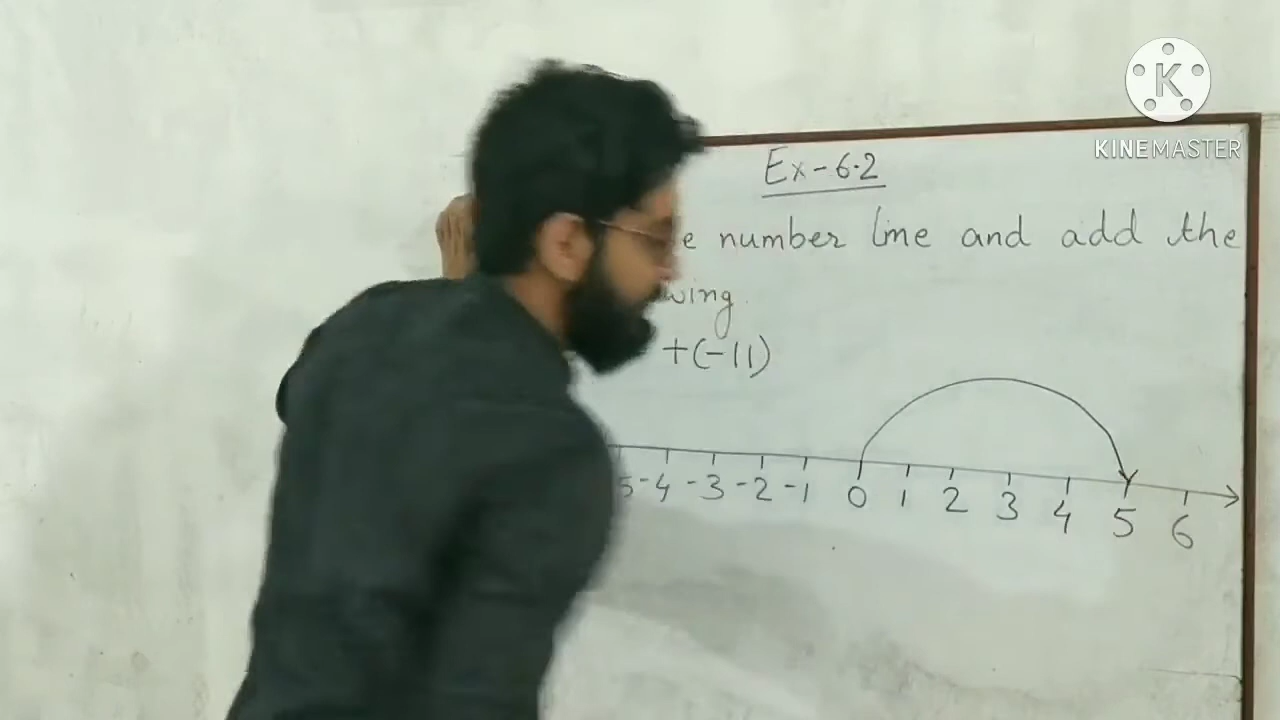 KINEMASTER
Ex-6.2
number line and add the
+(-11)
-4 -3 -2 -1 0 1 2 3 4 5 6